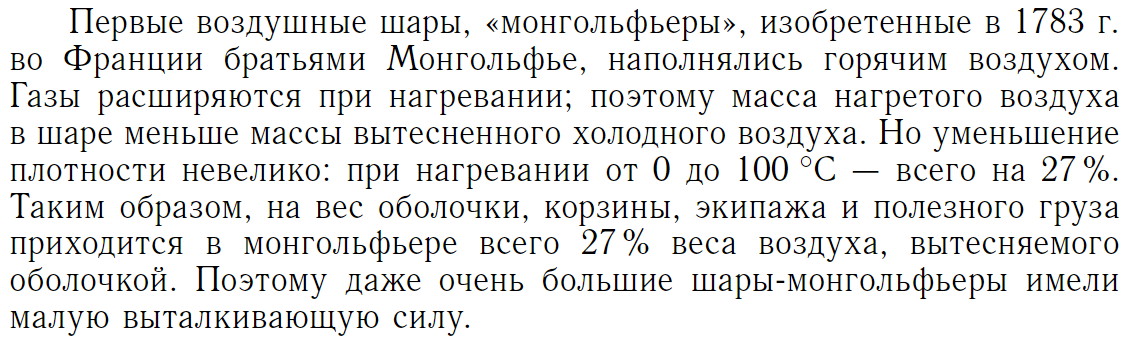 Первые воздушные шары, «монгольфьеры», изобретенные в 1783 г.
во Франции братьями Монгольфье, наполнялись горячим воздухом.
Газы расширяются при нагревании; поэтому масса нагретого воздуха
в шаре меньше массы вытесненного холодного воздуха. Но уменьшение
плотности невелико: при нагревании от 0 до 100 °С — всего на 27 %.
Таким образом, на вес оболочки, корзины, экипажа и полезного груза
приходится в монгольфьере всего 27 % веса воздуха, вытесняемого
оболочкой. Поэтому даже очень большие шары-монгольфьеры имели
малую выталкивающую силу.